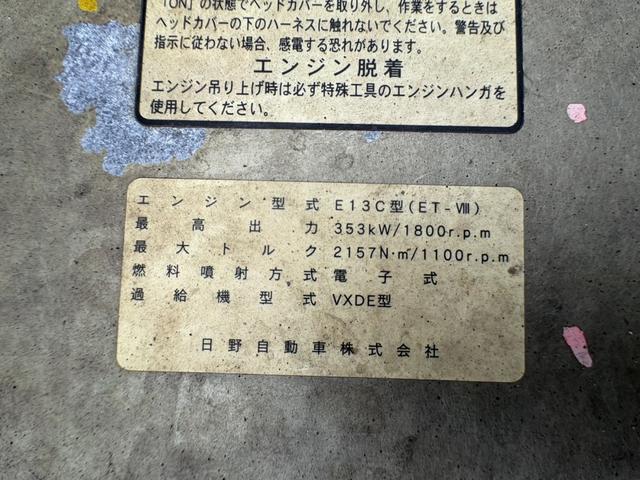 「ON」の状態でヘッドカバーを取り外し、作業をするときは
ヘッドカバーの下のハーネスに触れないでください。警告及び
指示に従わない場合、感電する恐れがあります。
エンジン脱着
エンジン吊り上げ時は必ず特殊工具のエンジンハンガを
使用してください。
エンジン型式 E13C型(ET-Ⅷ)
最高出力 353kW/1800r.p.m
最大トルク 2157N·m/1100r.p.m
燃料噴射方式 電子式
過給機型式 VXDE型
日野自動車株式会社